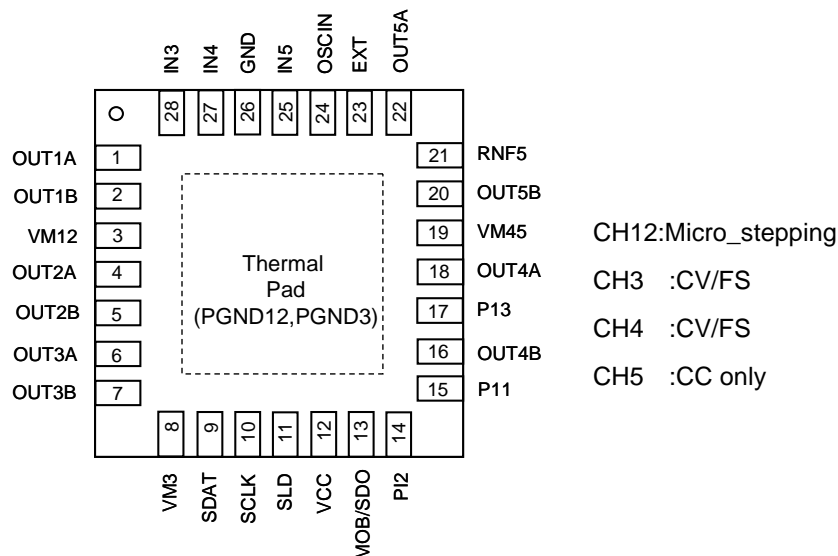 IN3
IN4
GND
IN5
OSCIN
EXT
OUT5A
28
27
26
25
24
23
22
OUT1A 1
OUT1B 2
VM12 3
OUT2A 4
OUT2B 5
OUT3A 6
OUT3B 7
Thermal
Pad
(PGND12,PGND3)
21 RNF5
20 OUT5B
19 VM45
18 OUT4A
17 P13
16 OUT4B
15 P11
CH12:Micro_stepping
CH3 :CV/FS
CH4 :CV/FS
CH5 :CC only
8
9
10
11
12
13
14
VM3
SDAT
SCLK
SLD
VCC
MOB/SDO
PI2